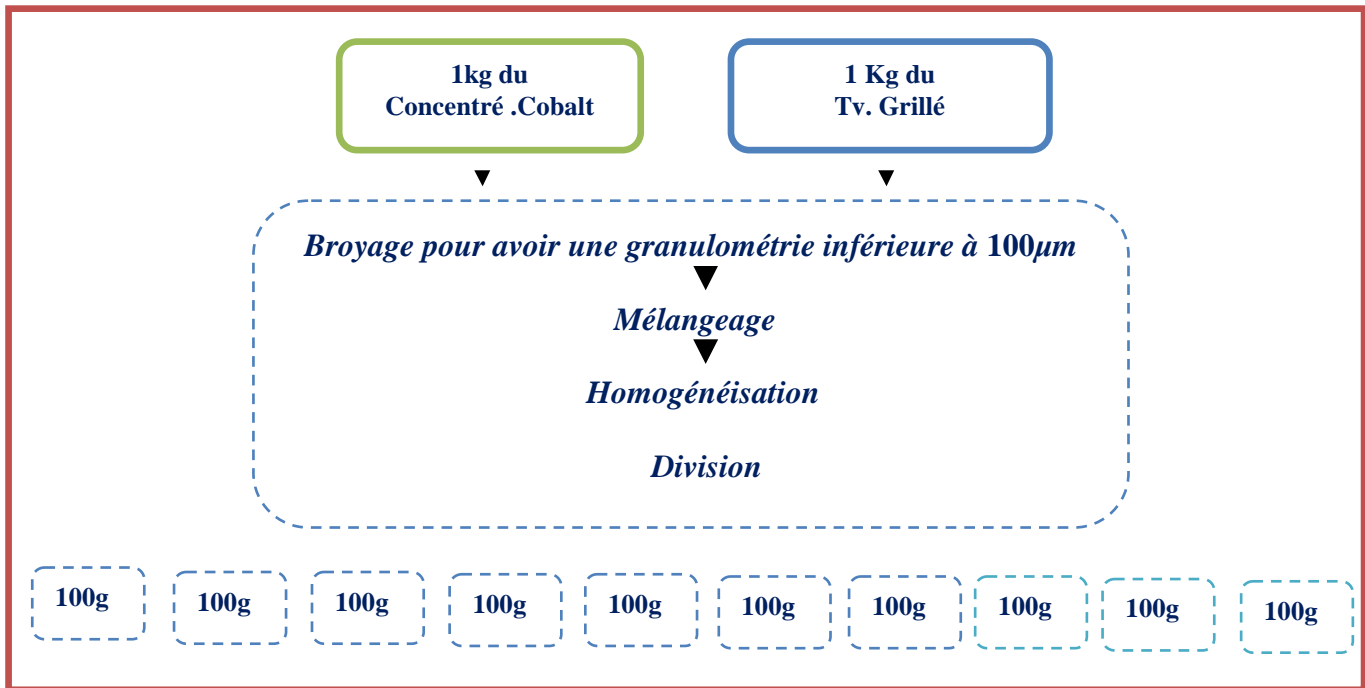 1kg du
Concentré .Cobalt
1 Kg du
Tv. Grillé
Broyage pour avoir une granulométrie inférieure à 100µm
Mélangeage
Homogénéisation
Division
100g
100g
100g
100g
100g
100g
100g
100g
100g
100g